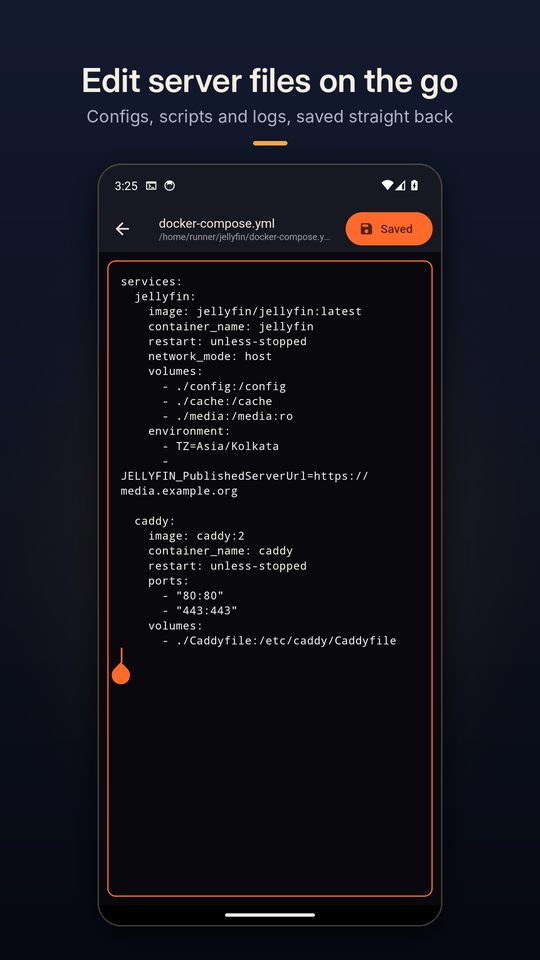 Edit server files on the go
Configs, scripts and logs, saved straight back
3:25
docker-compose.yml
/home/runner/jellyfin/docker-compose.y...
Saved
services:
  jellyfin:
    image: jellyfin/jellyfin:latest
    container_name: jellyfin
    restart: unless-stopped
    network_mode: host
    volumes:
      - ./config:/config
      - ./cache:/cache
      - ./media:/media:ro
    environment:
      - TZ=Asia/Kolkata
      -
JELLYFIN_PublishedServerUrl=https://
media.example.org
  caddy:
    image: caddy:2
    container_name: caddy
    restart: unless-stopped
    ports:
      - "80:80"
      - "443:443"
    volumes:
      - ./Caddyfile:/etc/caddy/Caddyfile